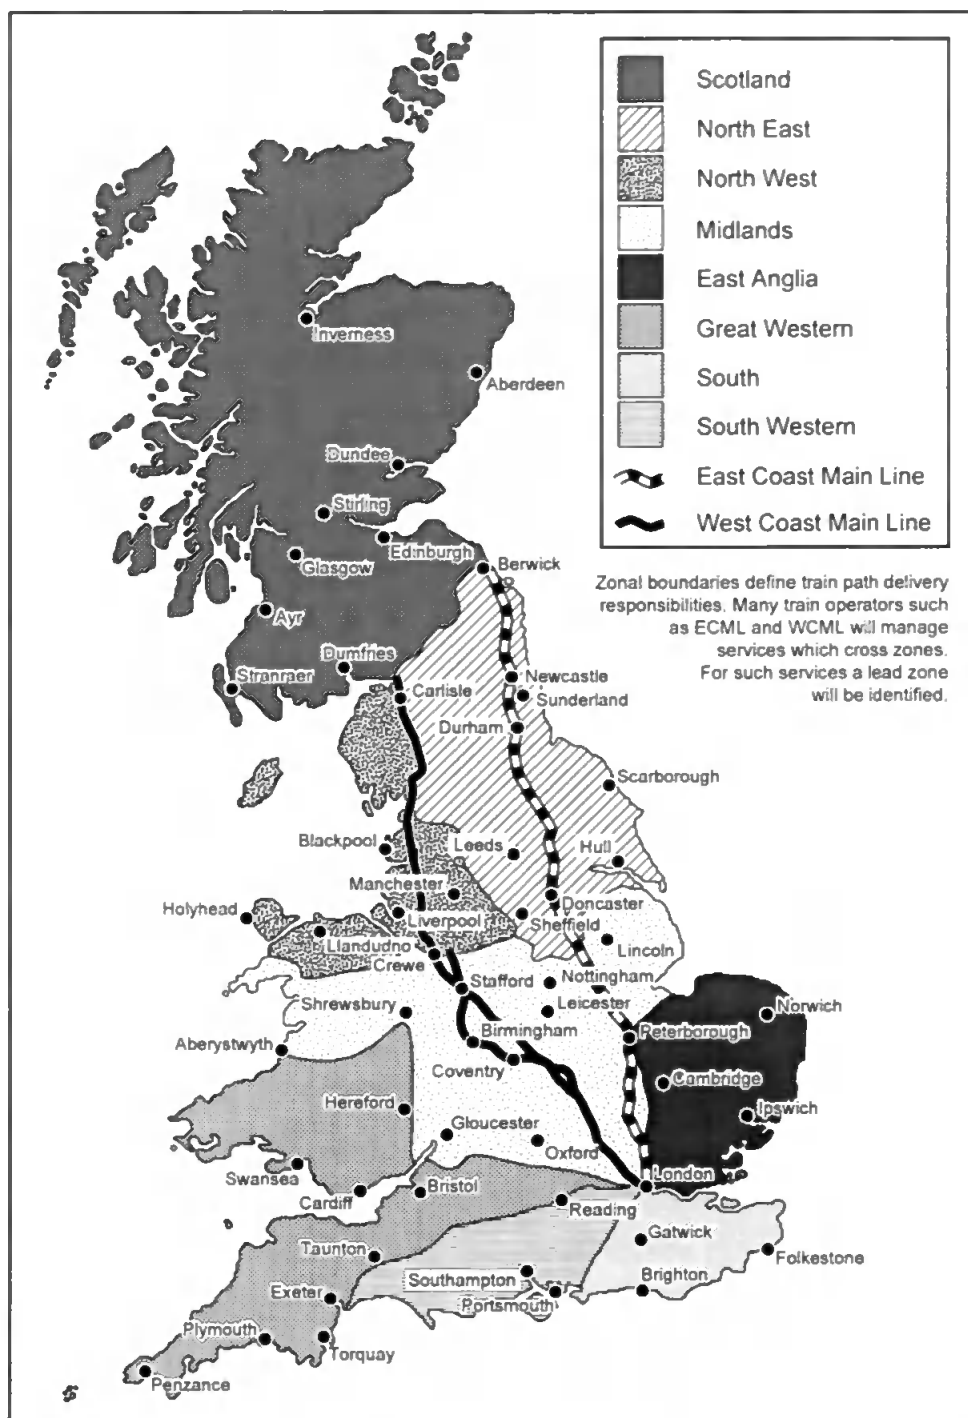 Scotland
North East
North West
Midlands
East Anglia
Great Western
South
South Western
East Coast Main Line
West Coast Main Line
Zonal boundaries define train path delivery
responsibilities. Many train operators such
as ECML and WCML will manage
services which cross zones.
For such services a lead zone
will be identified.
Inverness
Aberdeen
Dundee
Stirling
Edinburgh
Glasgow
Berwick
Ayr
Dumfries
Stranraer
Carlisle
Newcastle
Sunderland
Durham
Scarborough
Blackpool
Leeds
Hull
Manchester
Doncaster
Holyhead
Liverpool
Sheffield
Llandudno
Lincoln
Crewe
Stafford
Nottingham
Shrewsbury
Leicester
Norwich
Birmingham
Peterborough
Aberystwyth
Coventry
Cambridge
Hereford
Ipswich
Gloucester
Oxford
Swansea
London
Cardiff
Bristol
Reading
Gatwick
Taunton
Folkestone
Southampton
Brighton
Exeter
Portsmouth
Plymouth
Torquay
Penzance